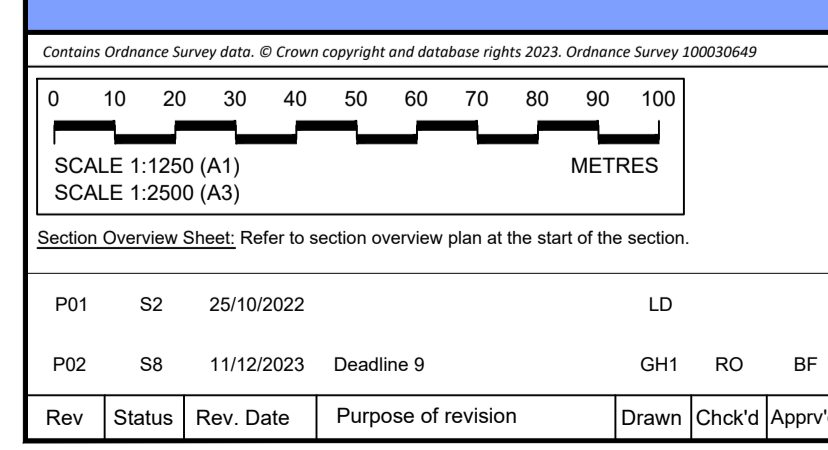 Contains Ordnance Survey data. © Crown copyright and database rights 2023. Ordnance Survey 100030649
0 10 20 30 40 50 60 70 80 90 100
SCALE 1:1250 (A1) METRES
SCALE 1:2500 (A3)
Section Overview Sheet: Refer to section overview plan at the start of the section.
P01 S2 25/10/2022 LD
P02 S8 11/12/2023 Deadline 9 GH1 RO BF
Rev Status Rev. Date Purpose of revision Drawn Chck'd Apprv'